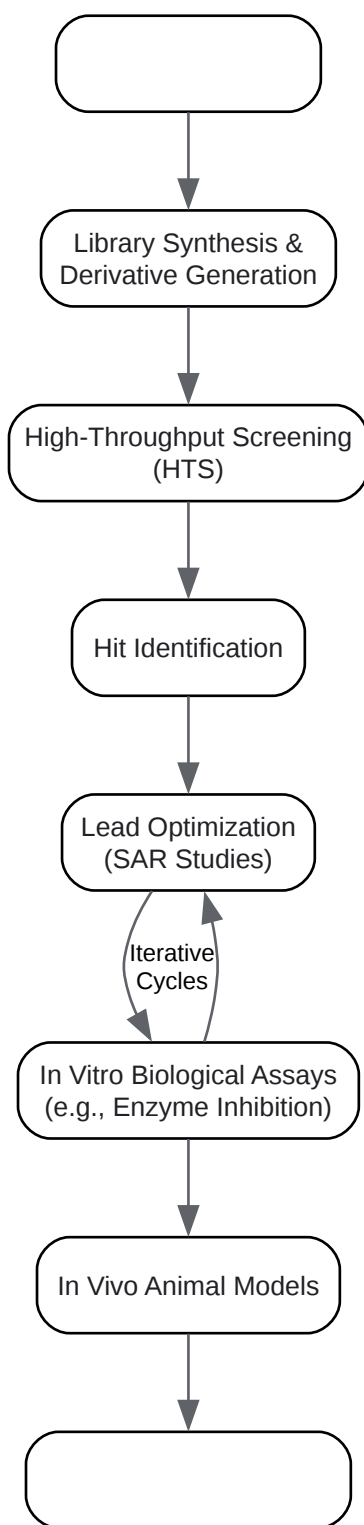 Library Synthesis &
Derivative Generation
High-Throughput Screening
(HTS)
Hit Identification
Lead Optimization
(SAR Studies)
Iterative
Cycles
In Vitro Biological Assays
(e.g., Enzyme Inhibition)
In Vivo Animal Models